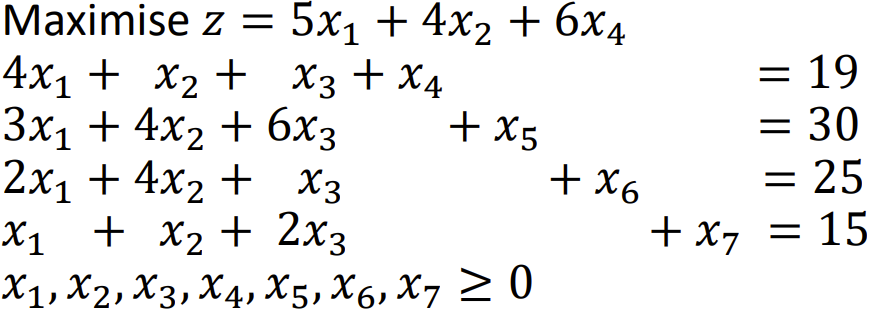 Maximise z = 5x₁ + 4x₂ + 6x₄
4x₁ + x₂ + x₃ + x₄ = 19
3x₁ + 4x₂ + 6x₃ + x₅ = 30
2x₁ + 4x₂ + x₃ + x₆ = 25
x₁ + x₂ + 2x₃ + x₇ = 15
x₁, x₂, x₃, x₄, x₅, x₆, x₇ ≥ 0